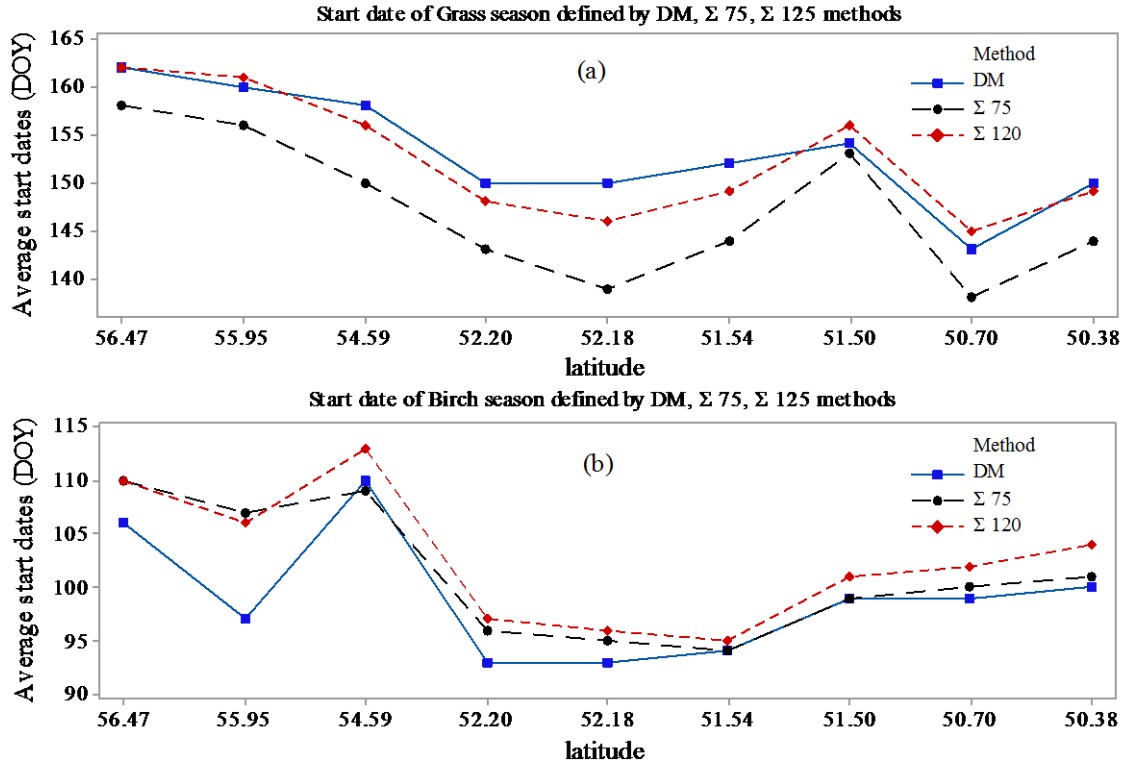 Start date of Grass season defined by DM, Σ 75, Σ 125 methods
Average start dates (DOY)
165
160
155
150
145
140
(a)
Method
DM
Σ 75
Σ 120
56.47 55.95 54.59 52.20 52.18 51.54 51.50 50.70 50.38
latitude
Start date of Birch season defined by DM, Σ 75, Σ 125 methods
Average start dates (DOY)
115
110
105
100
95
90
(b)
Method
DM
Σ 75
Σ 120
56.47 55.95 54.59 52.20 52.18 51.54 51.50 50.70 50.38
latitude